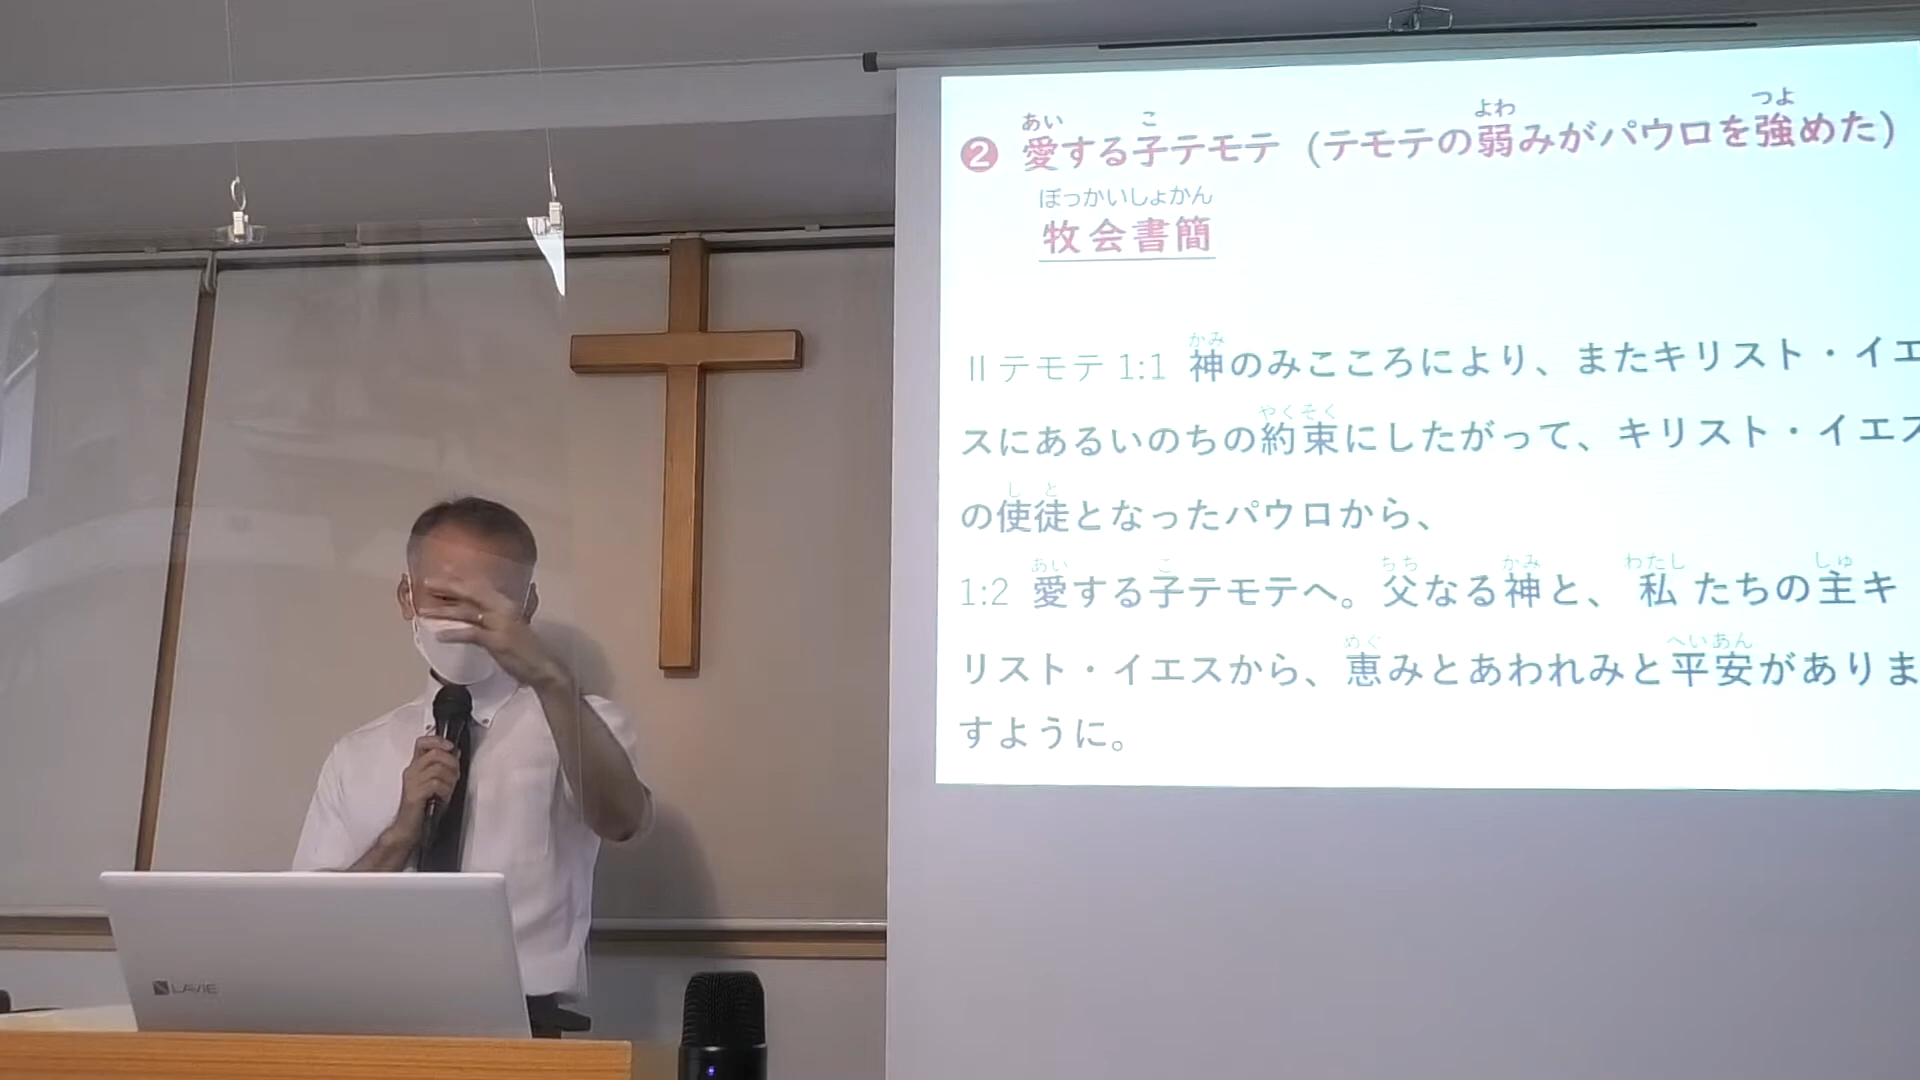 ❷ 愛する子テモテ（テモテの弱みがパウロを強めた）
牧会書簡
Ⅱテモテ 1:1 神のみこころにより、またキリスト・イエ
スにあるいのちの約束にしたがって、キリスト・イエス
の使徒となったパウロから、
1:2 愛する子テモテへ。父なる神と、私たちの主キ
リスト・イエスから、恵みとあわれみと平安がありま
すように。
LAVIE